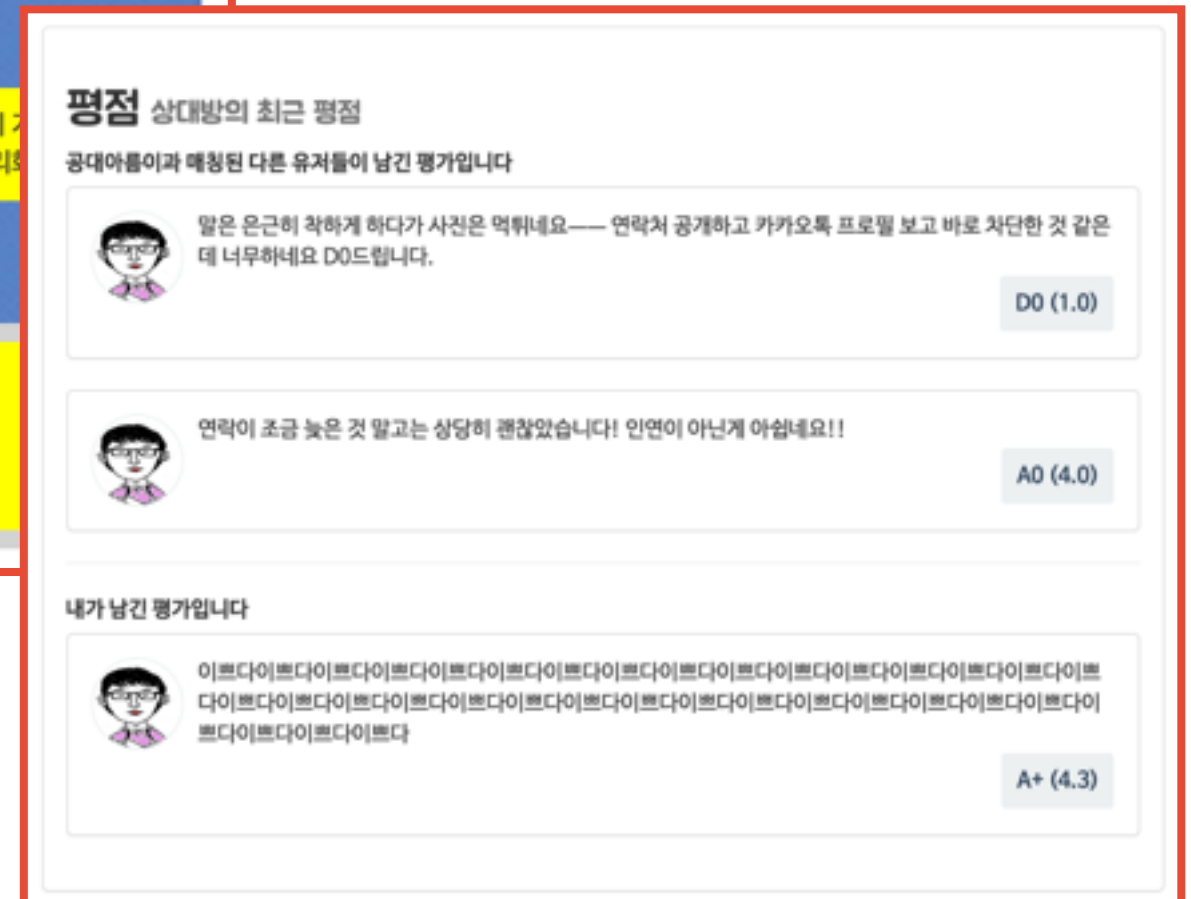 평점 상대방의 최근 평점
공대아름이과 매칭된 다른 유저들이 남긴 평가입니다
말은 은근히 착하게 하다가 사진은 먹튀네요―― 연락처 공개하고 카카오톡 프로필 보고 바로 차단한 것 같은
데 너무하네요 D0드립니다.
D0 (1.0)
연락이 조금 늦은 것 말고는 상당히 괜찮았습니다! 인연이 아닌게 아쉽네요!!
A0 (4.0)
내가 남긴 평가입니다
이쁘다이쁘다이쁘다이쁘다이쁘다이쁘다이쁘다이쁘다이쁘다이쁘다이쁘다이쁘다이쁘다이쁘다이쁘다이쁘
다이쁘다이쁘다이쁘다이쁘다이쁘다이쁘다이쁘다이쁘다이쁘다이쁘다이쁘다이쁘다이쁘다이쁘다이쁘다이
쁘다이쁘다이쁘다이쁘다
A+ (4.3)